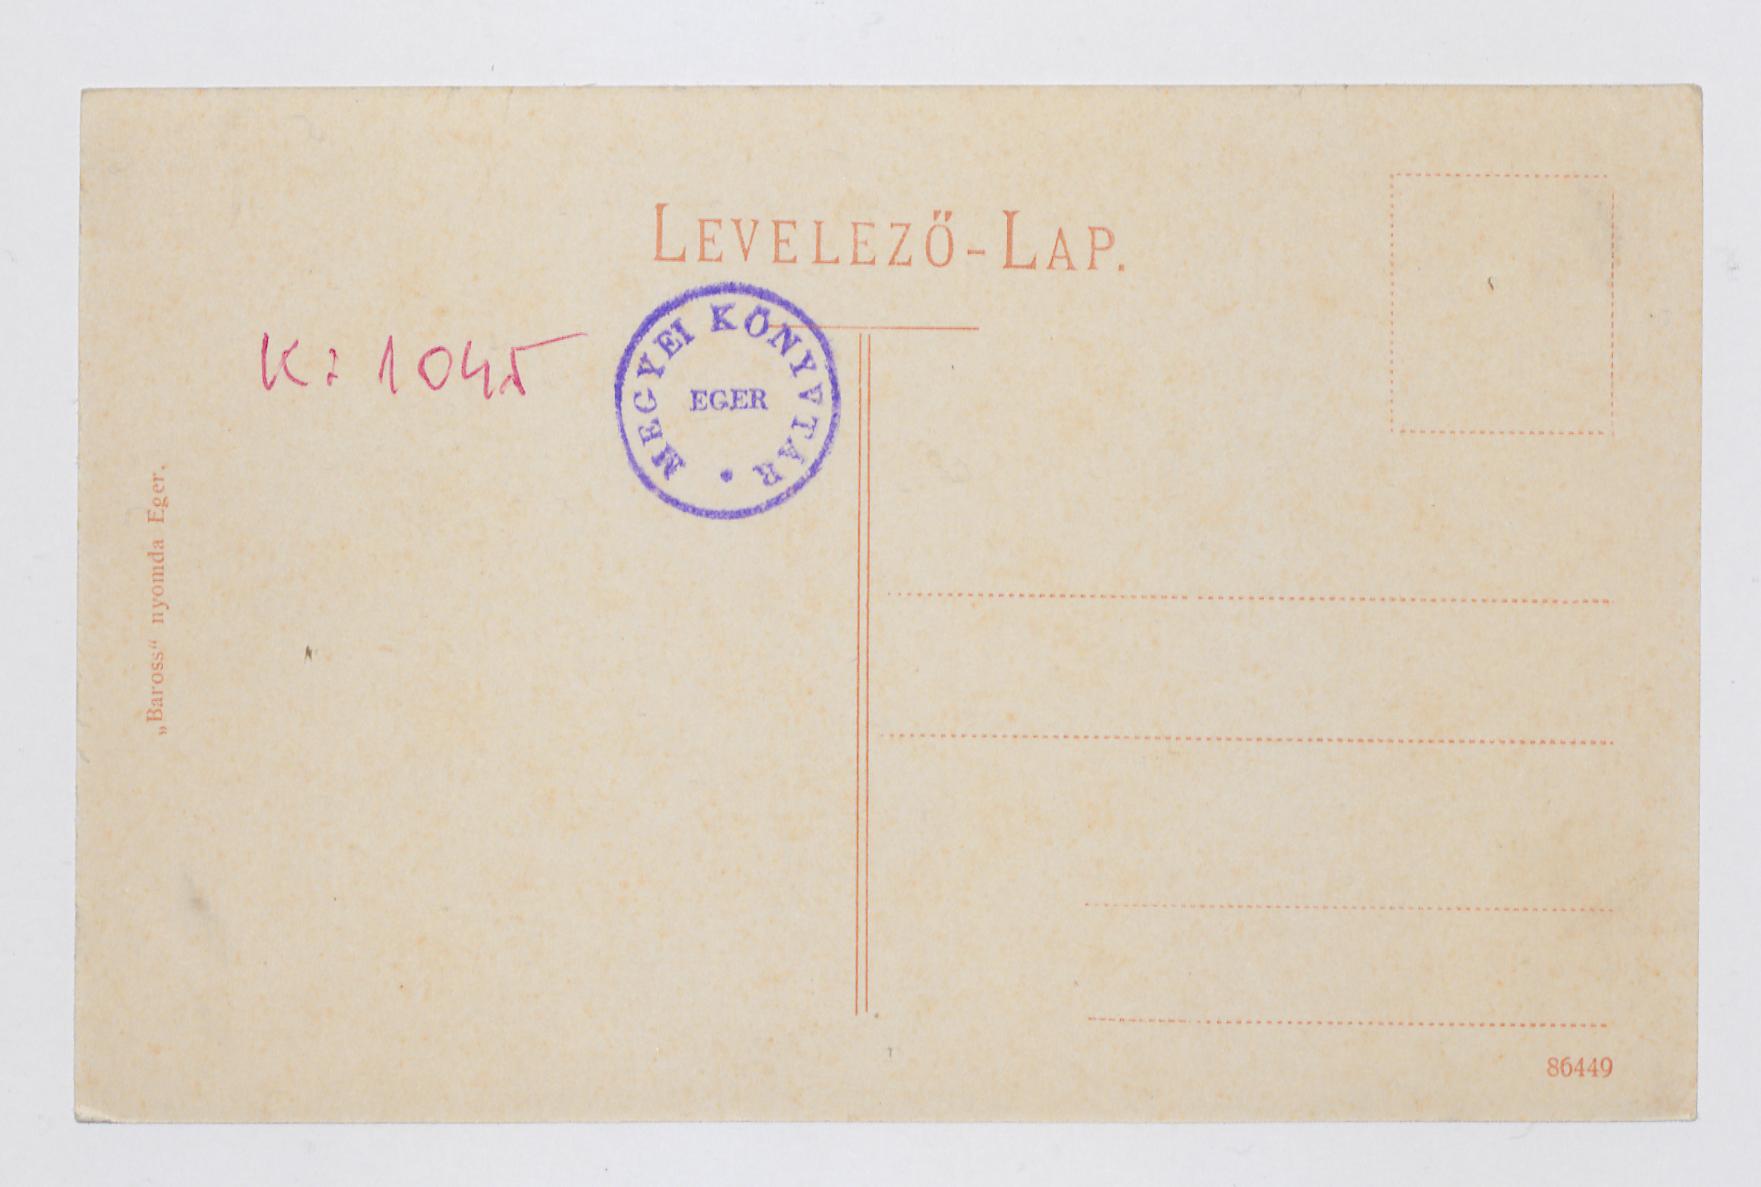 LEVELEZŐ-LAP.
K: 1045
MEGYEI KÖNYVTÁR
EGER
„Baross“ nyomda Eger.
86449